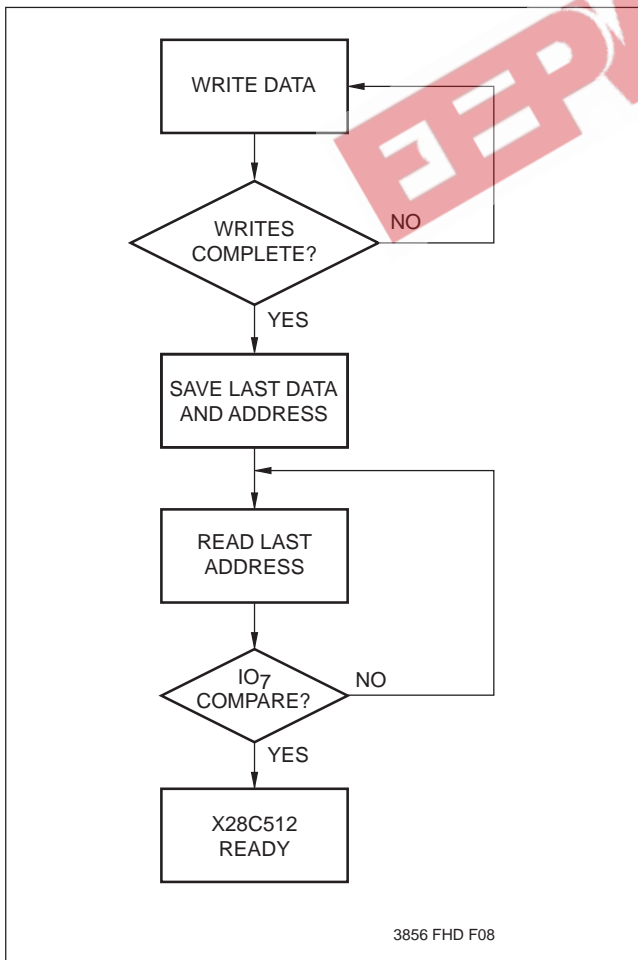 WRITE DATA
WRITES
COMPLETE?
NO
YES
SAVE LAST DATA
AND ADDRESS
READ LAST
ADDRESS
IO7
COMPARE?
NO
YES
X28C512
READY
3856 FHD F08